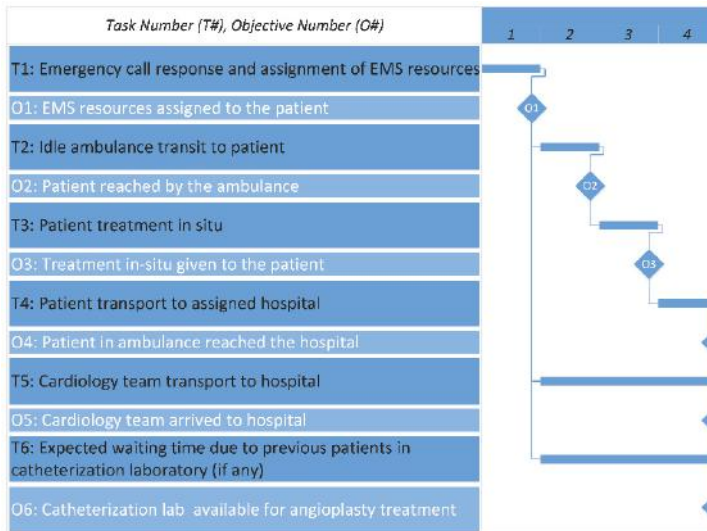 Task Number (T#), Objective Number (O#)
1 2 3 4
T1: Emergency call response and assignment of EMS resources
O1: EMS resources assigned to the patient
O1
T2: Idle ambulance transit to patient
O2: Patient reached by the ambulance
O2
T3: Patient treatment in situ
O3: Treatment in-situ given to the patient
O3
T4: Patient transport to assigned hospital
O4: Patient in ambulance reached the hospital
T5: Cardiology team transport to hospital
O5: Cardiology team arrived to hospital
T6: Expected waiting time due to previous patients in
catheterization laboratory (if any)
O6: Catheterization lab available for angioplasty treatment